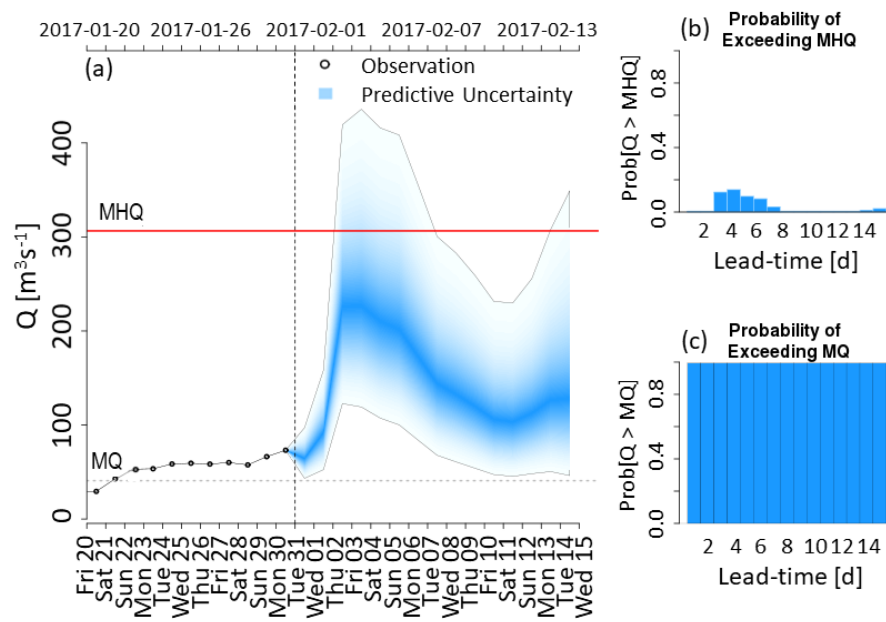 2017-01-20 2017-01-26 2017-02-01 2017-02-07 2017-02-13
(a)
Observation
Predictive Uncertainty
MHQ
MQ
Q [m³s⁻¹]
400
300
200
100
0
Fri 20
Sat 21
Sun 22
Mon 23
Tue 24
Wed 25
Thu 26
Fri 27
Sat 28
Sun 29
Mon 30
Tue 31
Wed 01
Thu 02
Fri 03
Sat 04
Sun 05
Mon 06
Tue 07
Wed 08
Thu 09
Fri 10
Sat 11
Sun 12
Mon 13
Tue 14
Wed 15
(b)
Probability of
Exceeding MHQ
Prob[Q > MHQ]
0.8
0.4
0.0
2 4 6 8 10 12 14
Lead-time [d]
(c)
Probability of
Exceeding MQ
Prob[Q > MQ]
0.8
0.4
0.0
2 4 6 8 10 12 14
Lead-time [d]